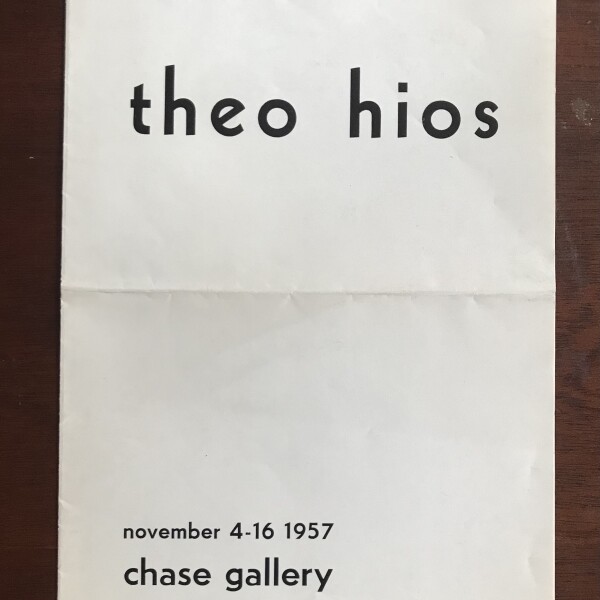 theo hios
november 4-16 1957
chase gallery